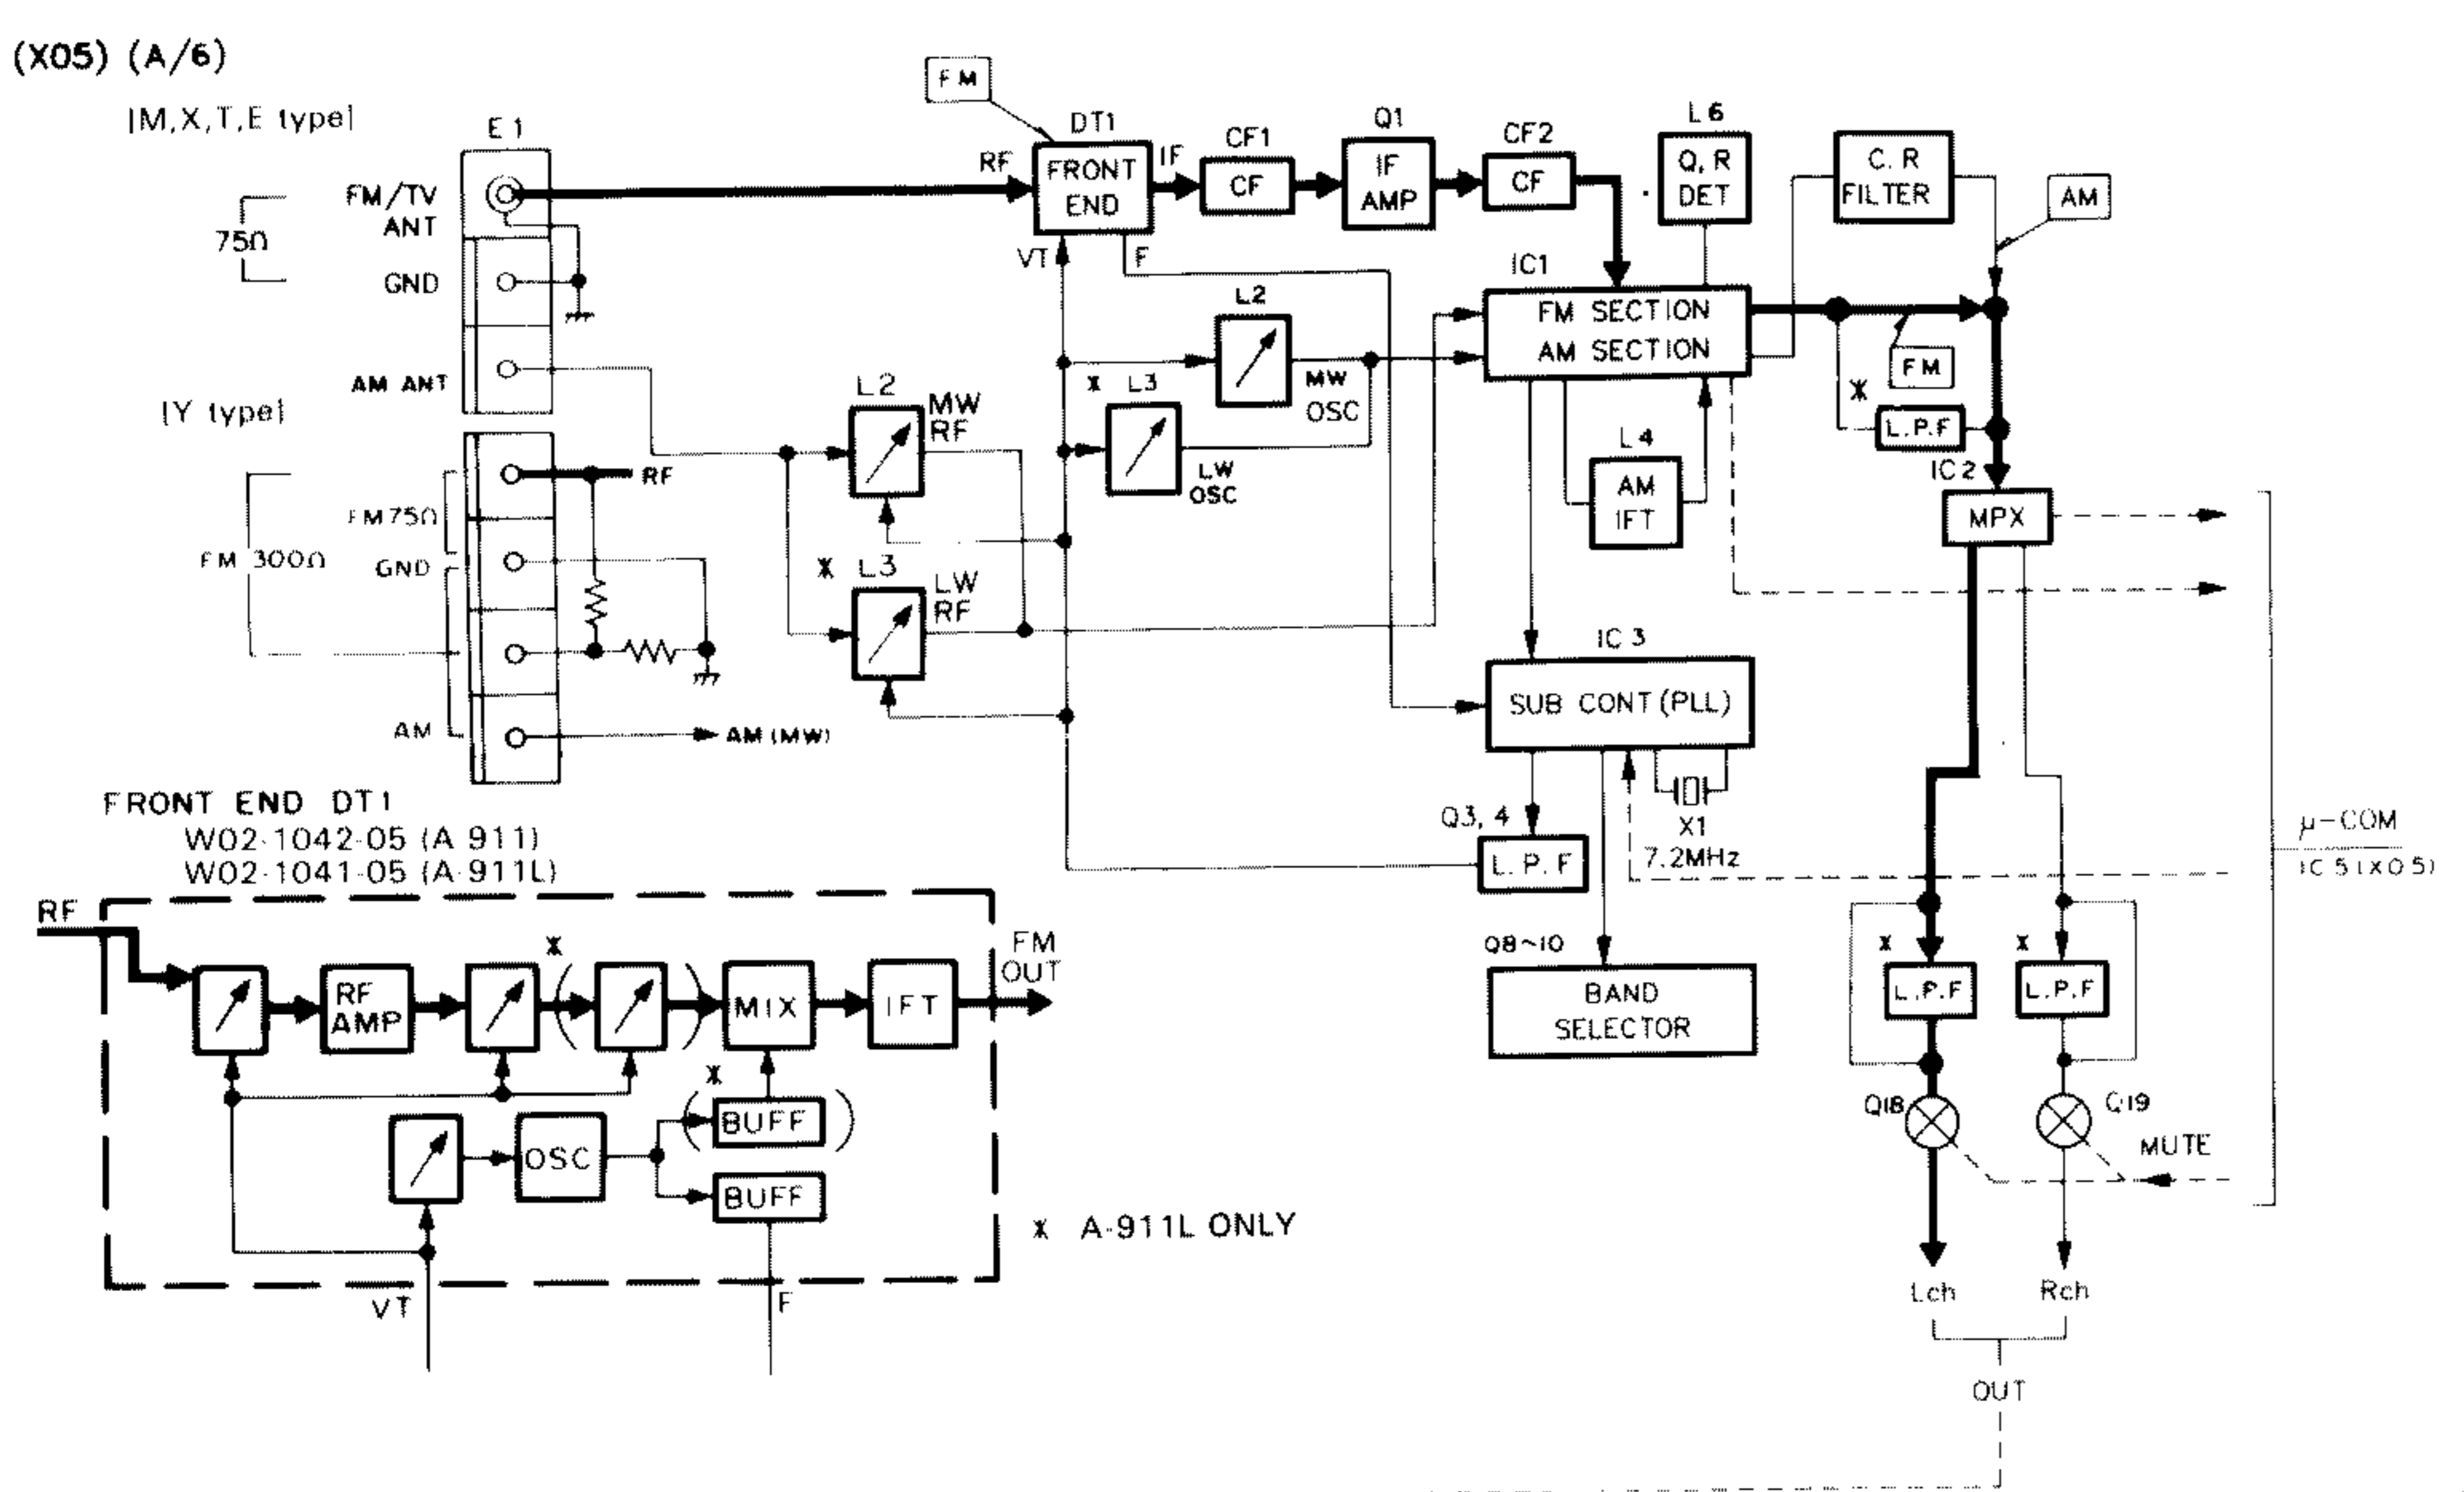 (X05) (A/6)
[M,X,T,E type]
E1
FM/TV
ANT
75Ω
GND
AM ANT
[Y type]
RF
FM 75Ω
FM 300Ω
GND
AM
AM (MW)
FM
DT1
RF
FRONT
END
IF
VT
F
CF1
CF
Q1
IF
AMP
CF2
CF
L6
Q,R
DET
C.R
FILTER
AM
IC1
FM SECTION
AM SECTION
FM
* L.P.F
IC2
MPX
L2
MW
OSC
* L3
LW
OSC
L2
MW
RF
* L3
LW
RF
L4
AM
IFT
IC3
SUB CONT (PLL)
X1
7.2MHz
Q3, 4
L.P.F
Q8~10
BAND
SELECTOR
μ-COM
IC5 (X05)
* L.P.F
* L.P.F
Q18
Q19
MUTE
Lch
Rch
OUT
FRONT END DT1
W02-1042-05 (A-911)
W02-1041-05 (A-911L)
RF
RF
AMP
*
MIX
IFT
FM
OUT
OSC
* (BUFF)
BUFF
VT
F
* A-911L ONLY